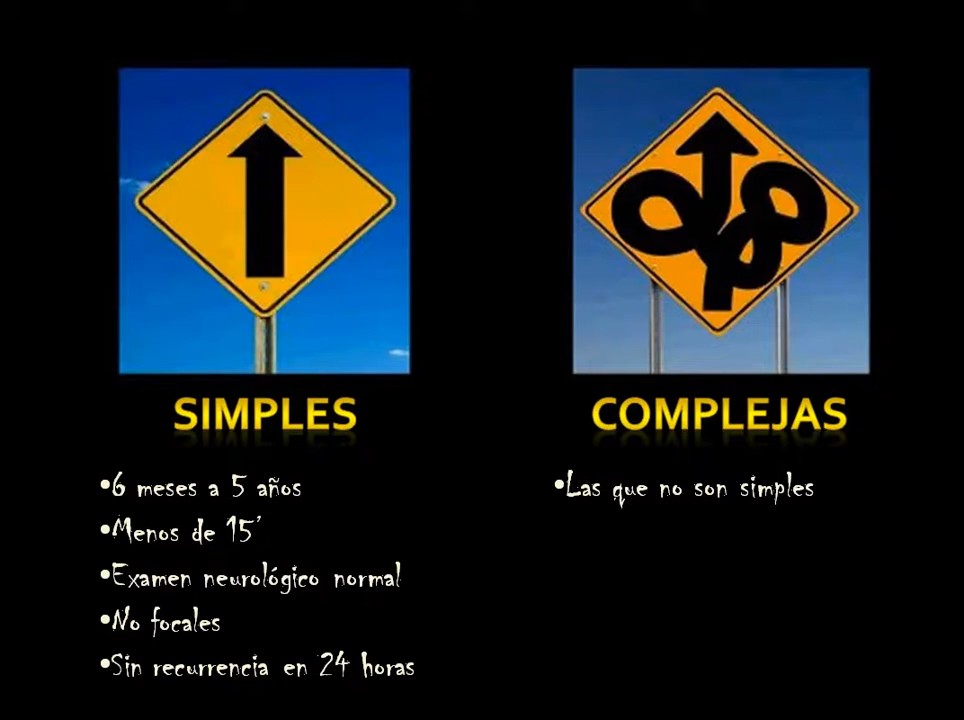 SIMPLES
•6 meses a 5 años
•Menos de 15’
•Examen neurológico normal
•No focales
•Sin recurrencia en 24 horas
COMPLEJAS
•Las que no son simples